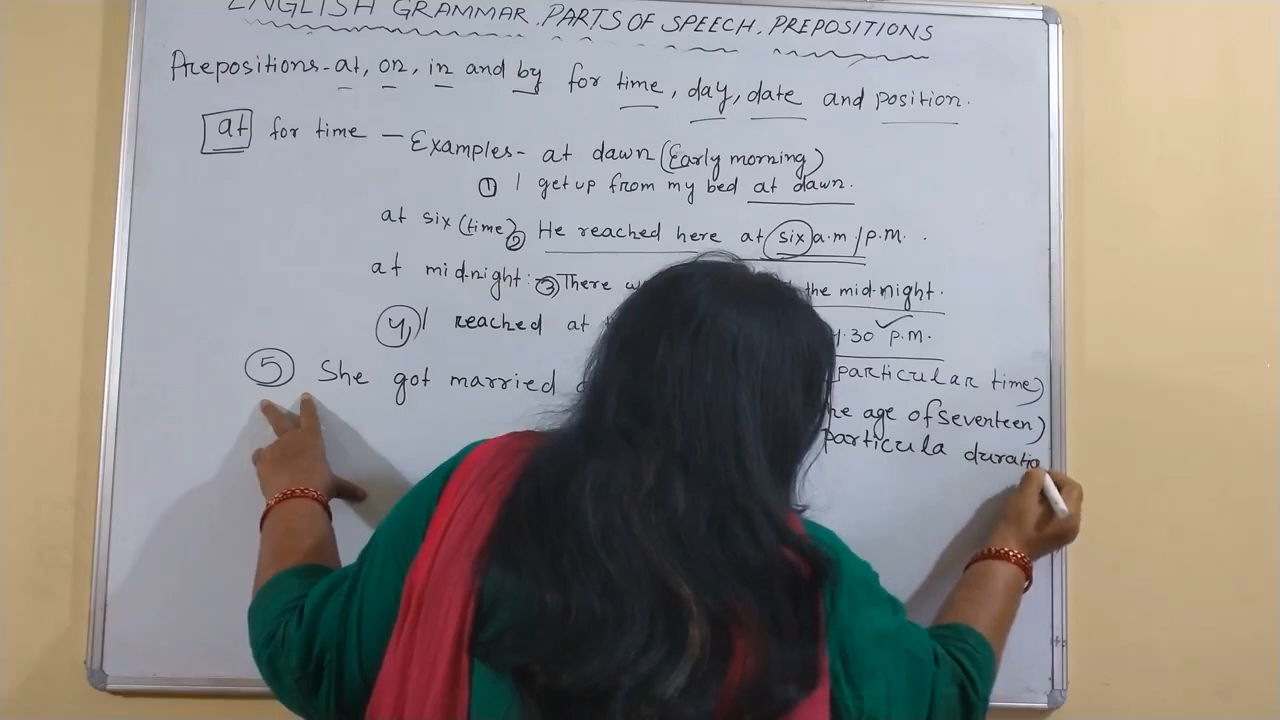 ENGLISH GRAMMAR. PARTS OF SPEECH. PREPOSITIONS
Prepositions - at, on, in and by for time, day, date and position.
at for time — Examples - at dawn (Early morning)
① I get up from my bed at dawn.
at six (time) ② He reached here at six a.m / p.m. .
at midnight: ③ There the mid-night.
④ I reached at 30 p.m.
⑤ She got married
particular time)
age of seventeen)
particula duratio